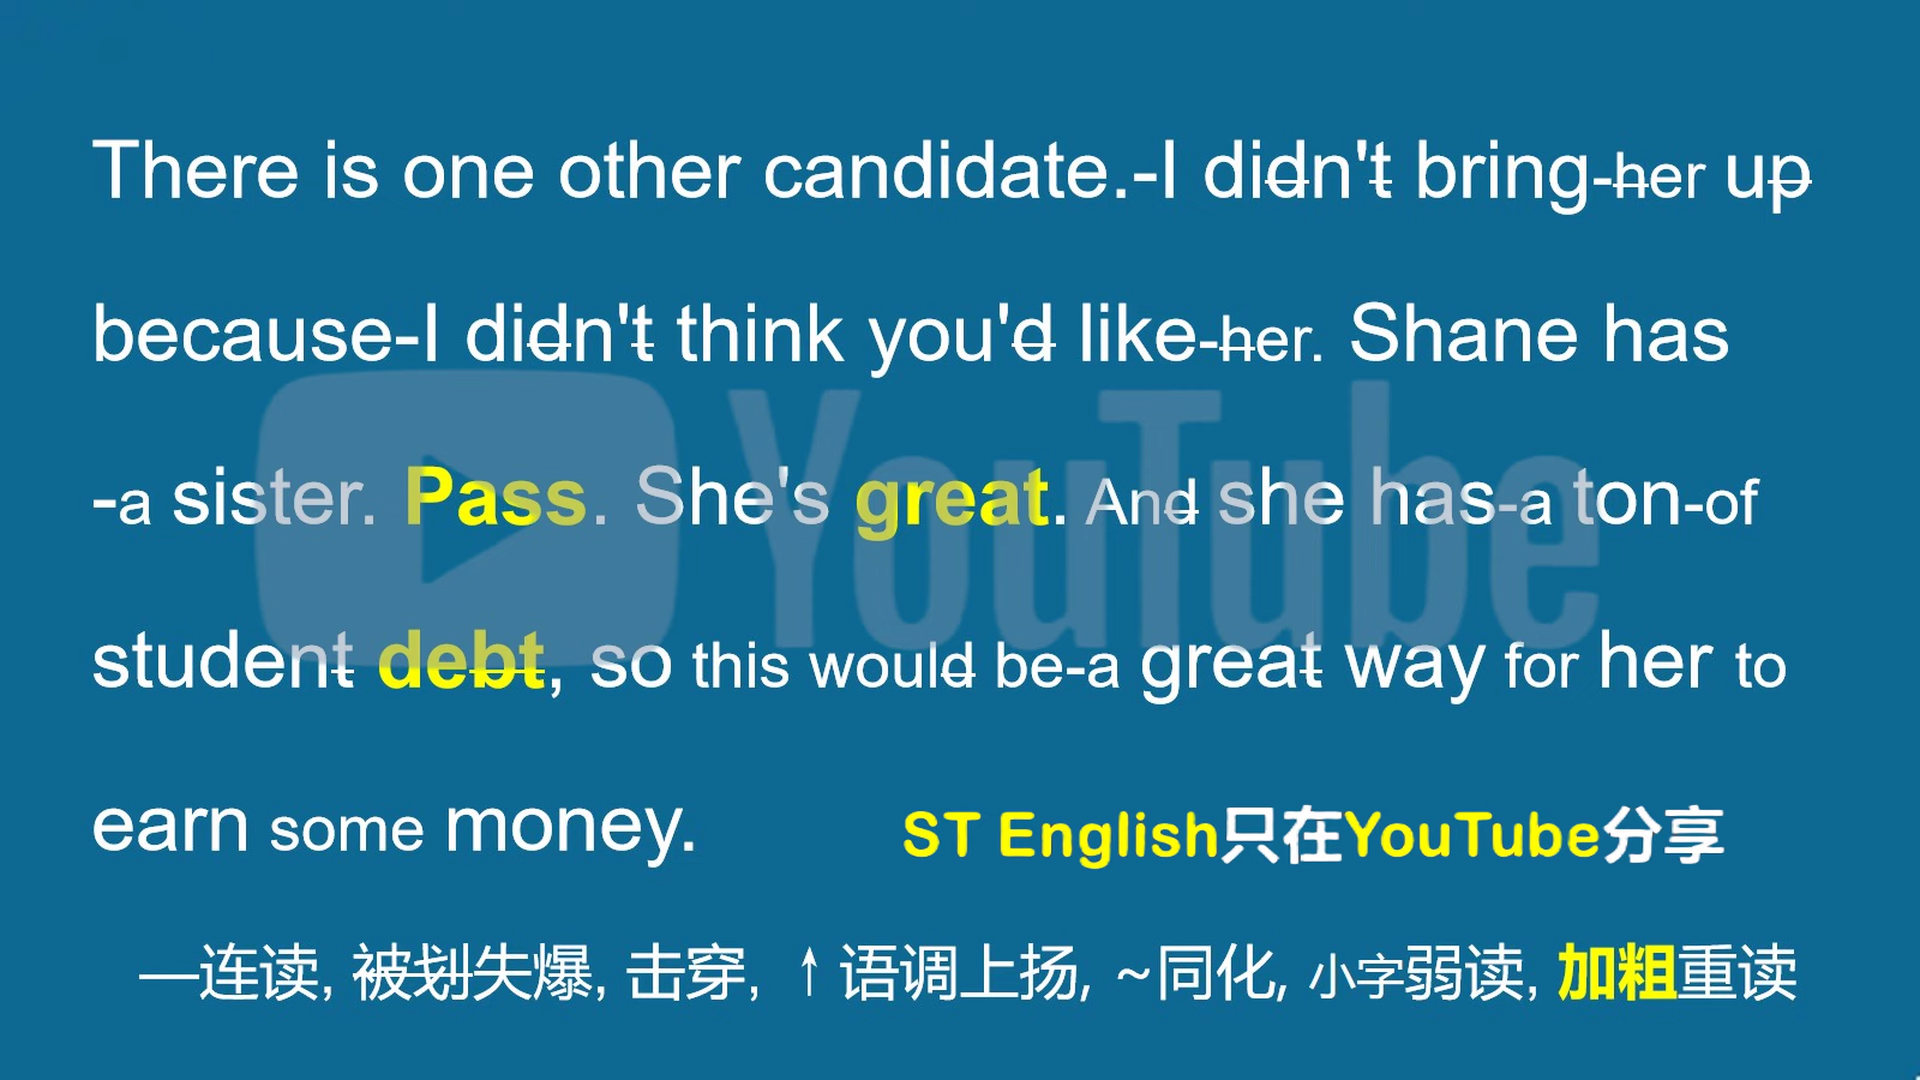 There is one other candidate.-I didn't bring-her up
because-I didn't think you'd like-her. Shane has
-a sister. Pass. She's great. And she has-a ton-of
student debt, so this would be-a great way for her to
earn some money.
ST English只在YouTube分享
—连读, 被划失爆, 击穿, ↑语调上扬, ~同化, 小字弱读, 加粗重读
YouTube